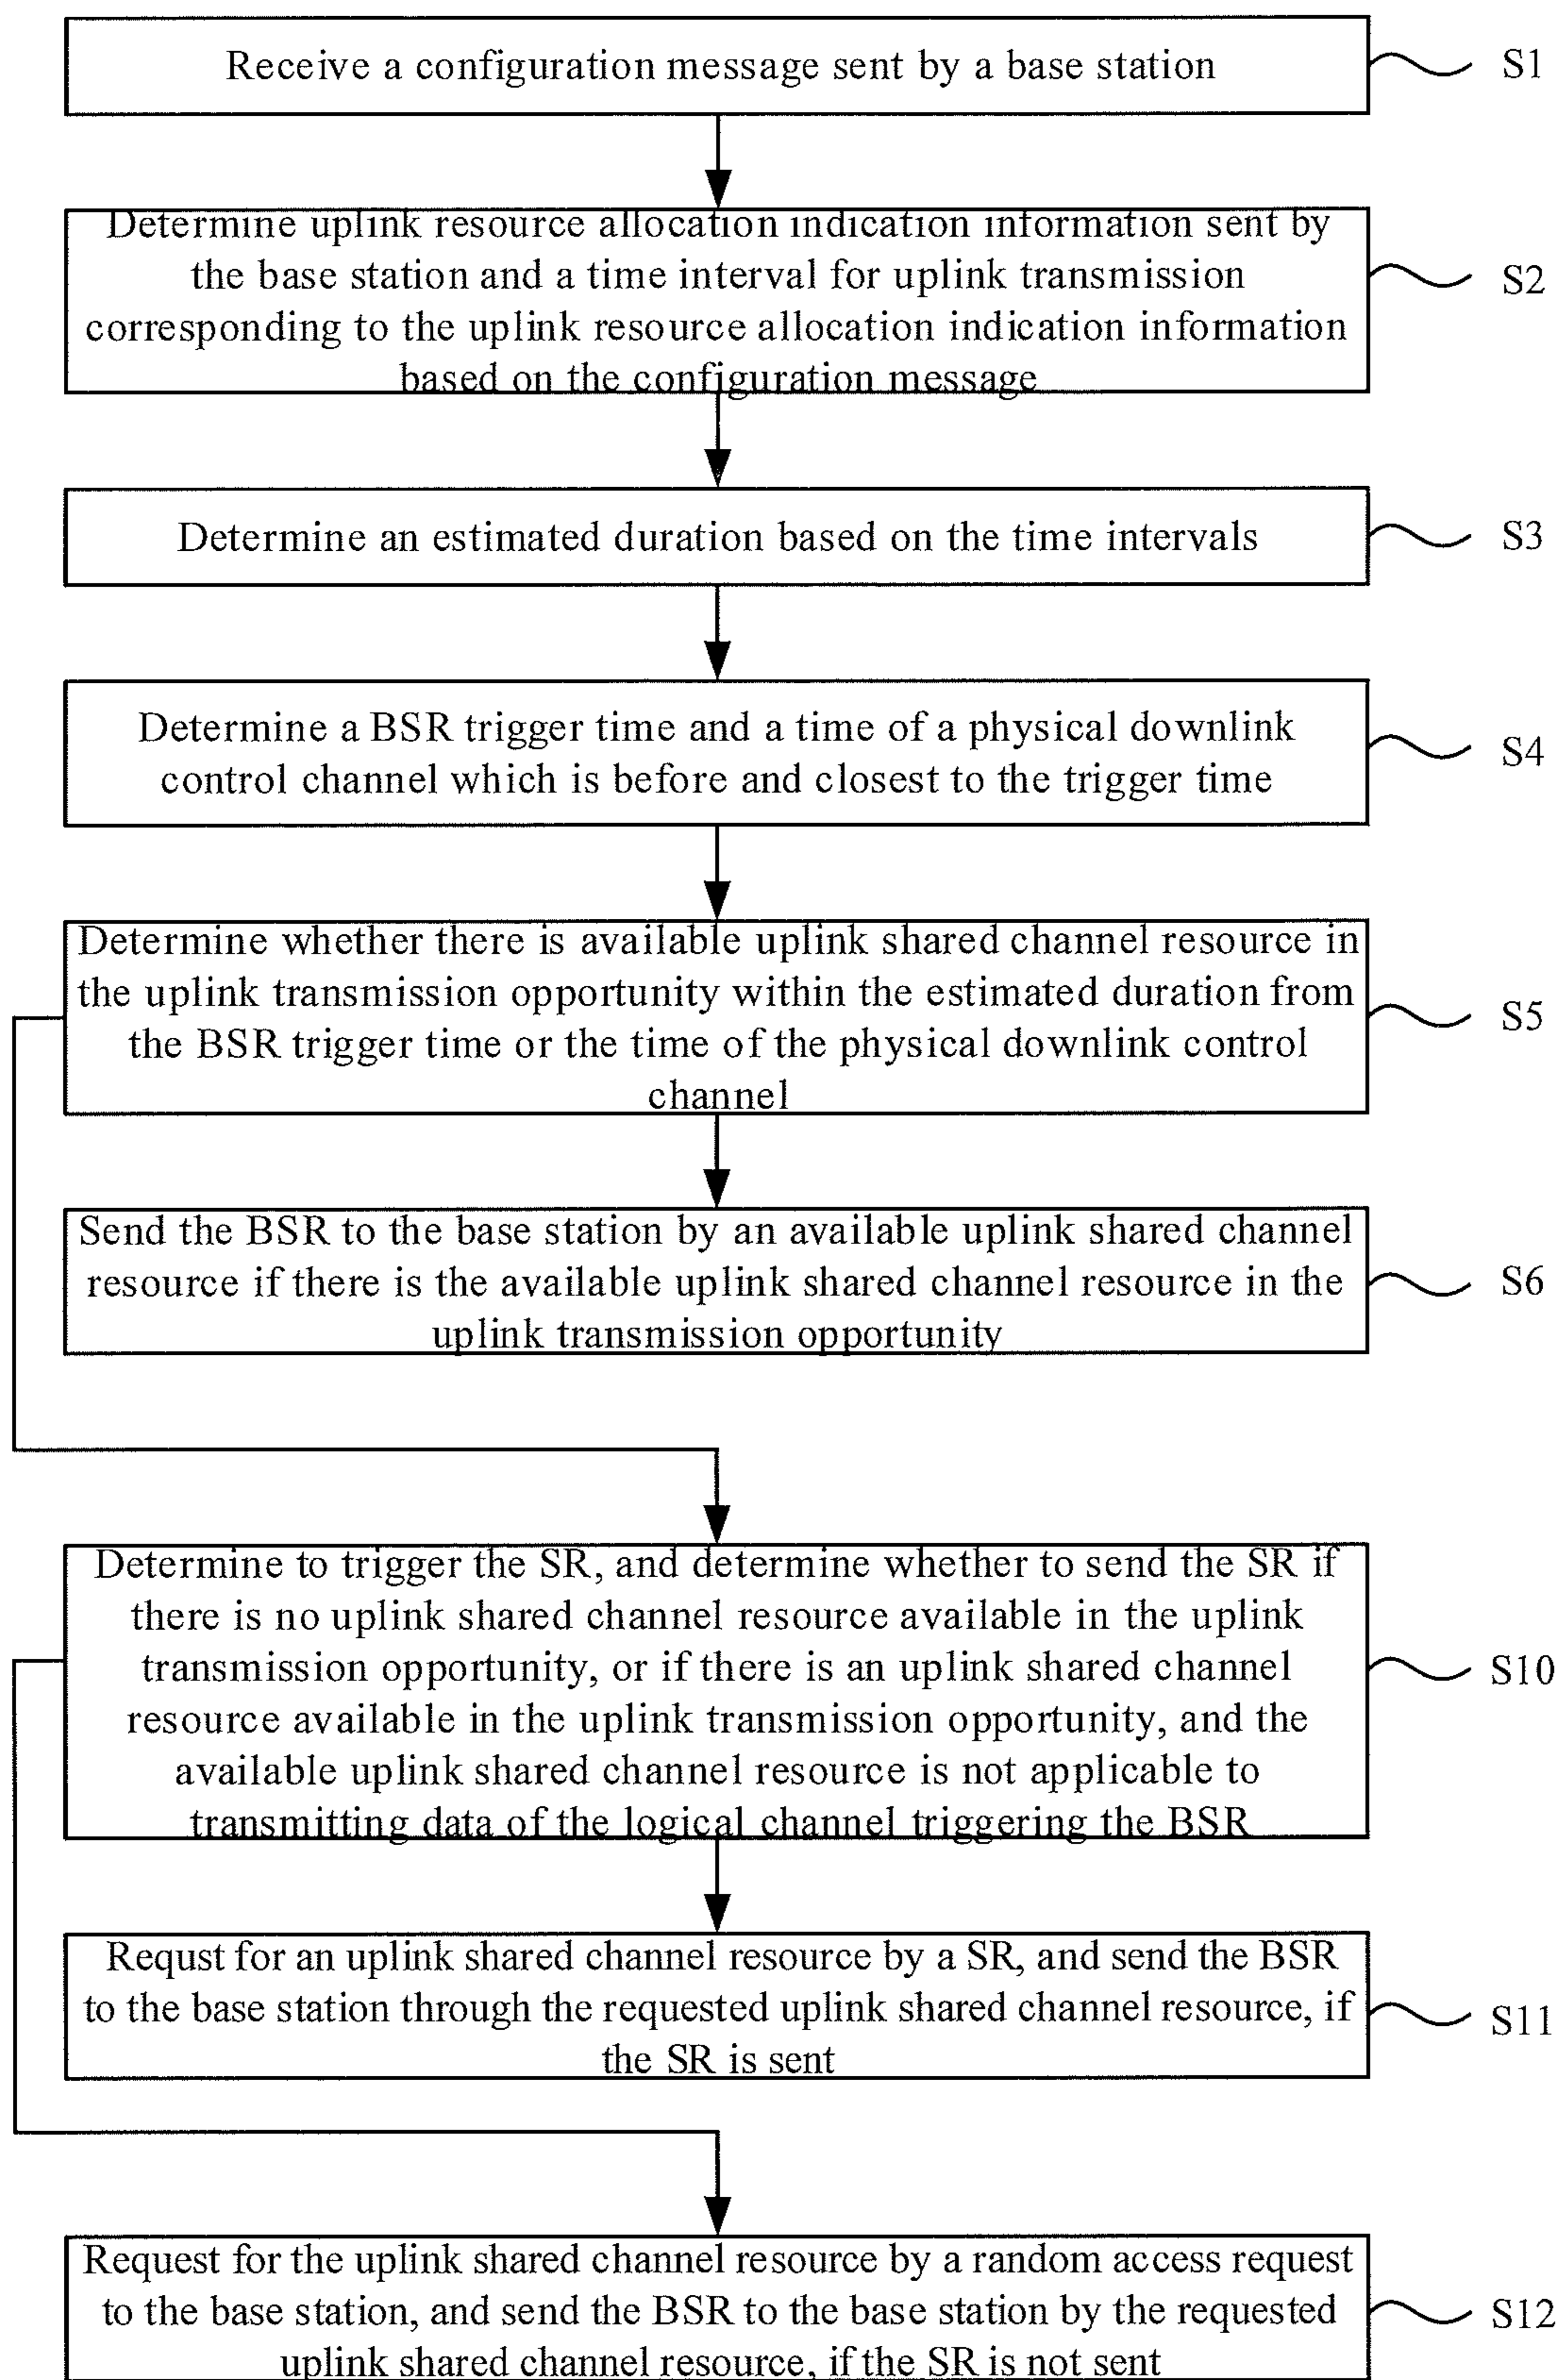 Receive a configuration message sent by a base station
S1
Determine uplink resource allocation indication information sent by
the base station and a time interval for uplink transmission
corresponding to the uplink resource allocation indication information
based on the configuration message
S2
Determine an estimated duration based on the time intervals
S3
Determine a BSR trigger time and a time of a physical downlink
control channel which is before and closest to the trigger time
S4
Determine whether there is available uplink shared channel resource in
the uplink transmission opportunity within the estimated duration from
the BSR trigger time or the time of the physical downlink control
channel
S5
Send the BSR to the base station by an available uplink shared channel
resource if there is the available uplink shared channel resource in the
uplink transmission opportunity
S6
Determine to trigger the SR, and determine whether to send the SR if
there is no uplink shared channel resource available in the uplink
transmission opportunity, or if there is an uplink shared channel
resource available in the uplink transmission opportunity, and the
available uplink shared channel resource is not applicable to
transmitting data of the logical channel triggering the BSR
S10
Requst for an uplink shared channel resource by a SR, and send the BSR
to the base station through the requested uplink shared channel resource, if
the SR is sent
S11
Request for the uplink shared channel resource by a random access request
to the base station, and send the BSR to the base station by the requested
uplink shared channel resource, if the SR is not sent
S12